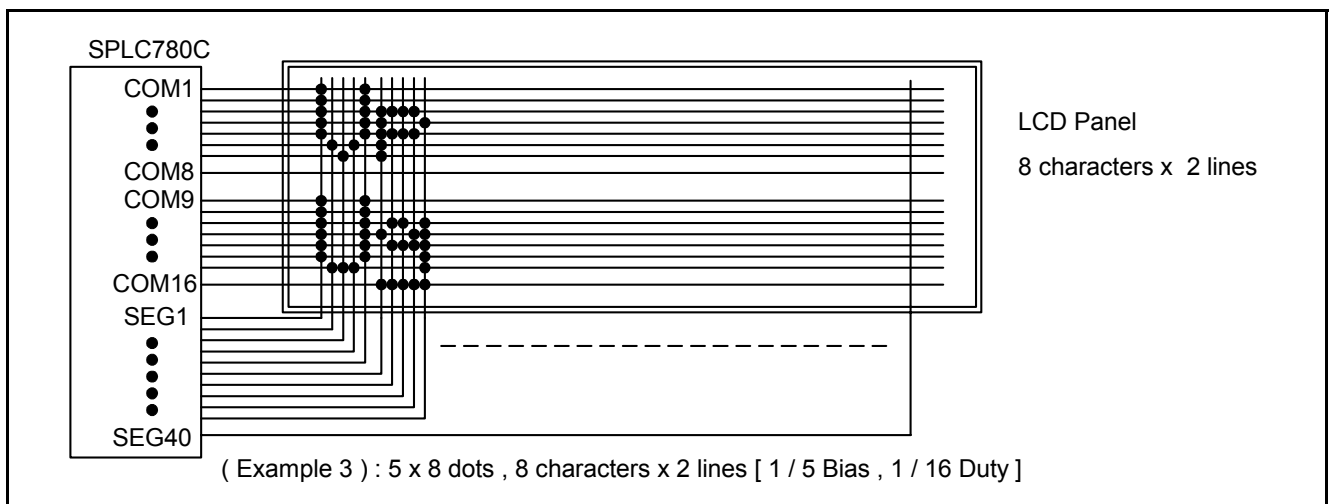 SPLC780C
COM1
COM8
COM9
COM16
SEG1
SEG40
LCD Panel
8 characters x 2 lines
( Example 3 ) : 5 x 8 dots , 8 characters x 2 lines [ 1 / 5 Bias , 1 / 16 Duty ]